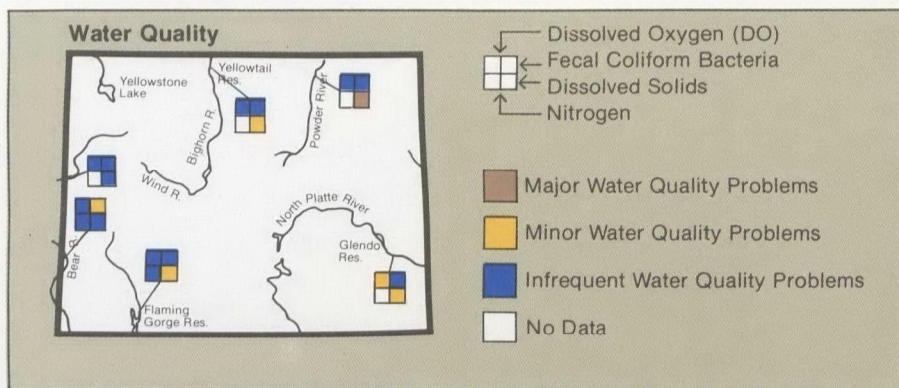 Water Quality
Yellowstone
Lake
Yellowtail
Res.
Bighorn R.
Powder River
Wind R.
North Platte River
Glendo
Res.
Bear R.
Flaming
Gorge Res.
Dissolved Oxygen (DO)
Fecal Coliform Bacteria
Dissolved Solids
Nitrogen
Major Water Quality Problems
Minor Water Quality Problems
Infrequent Water Quality Problems
No Data